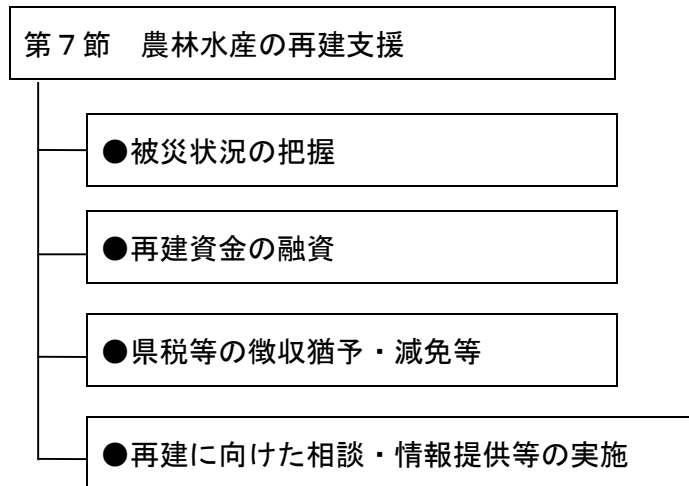 第７節　農林水産の再建支援
●被災状況の把握
●再建資金の融資
●県税等の徴収猶予・減免等
●再建に向けた相談・情報提供等の実施